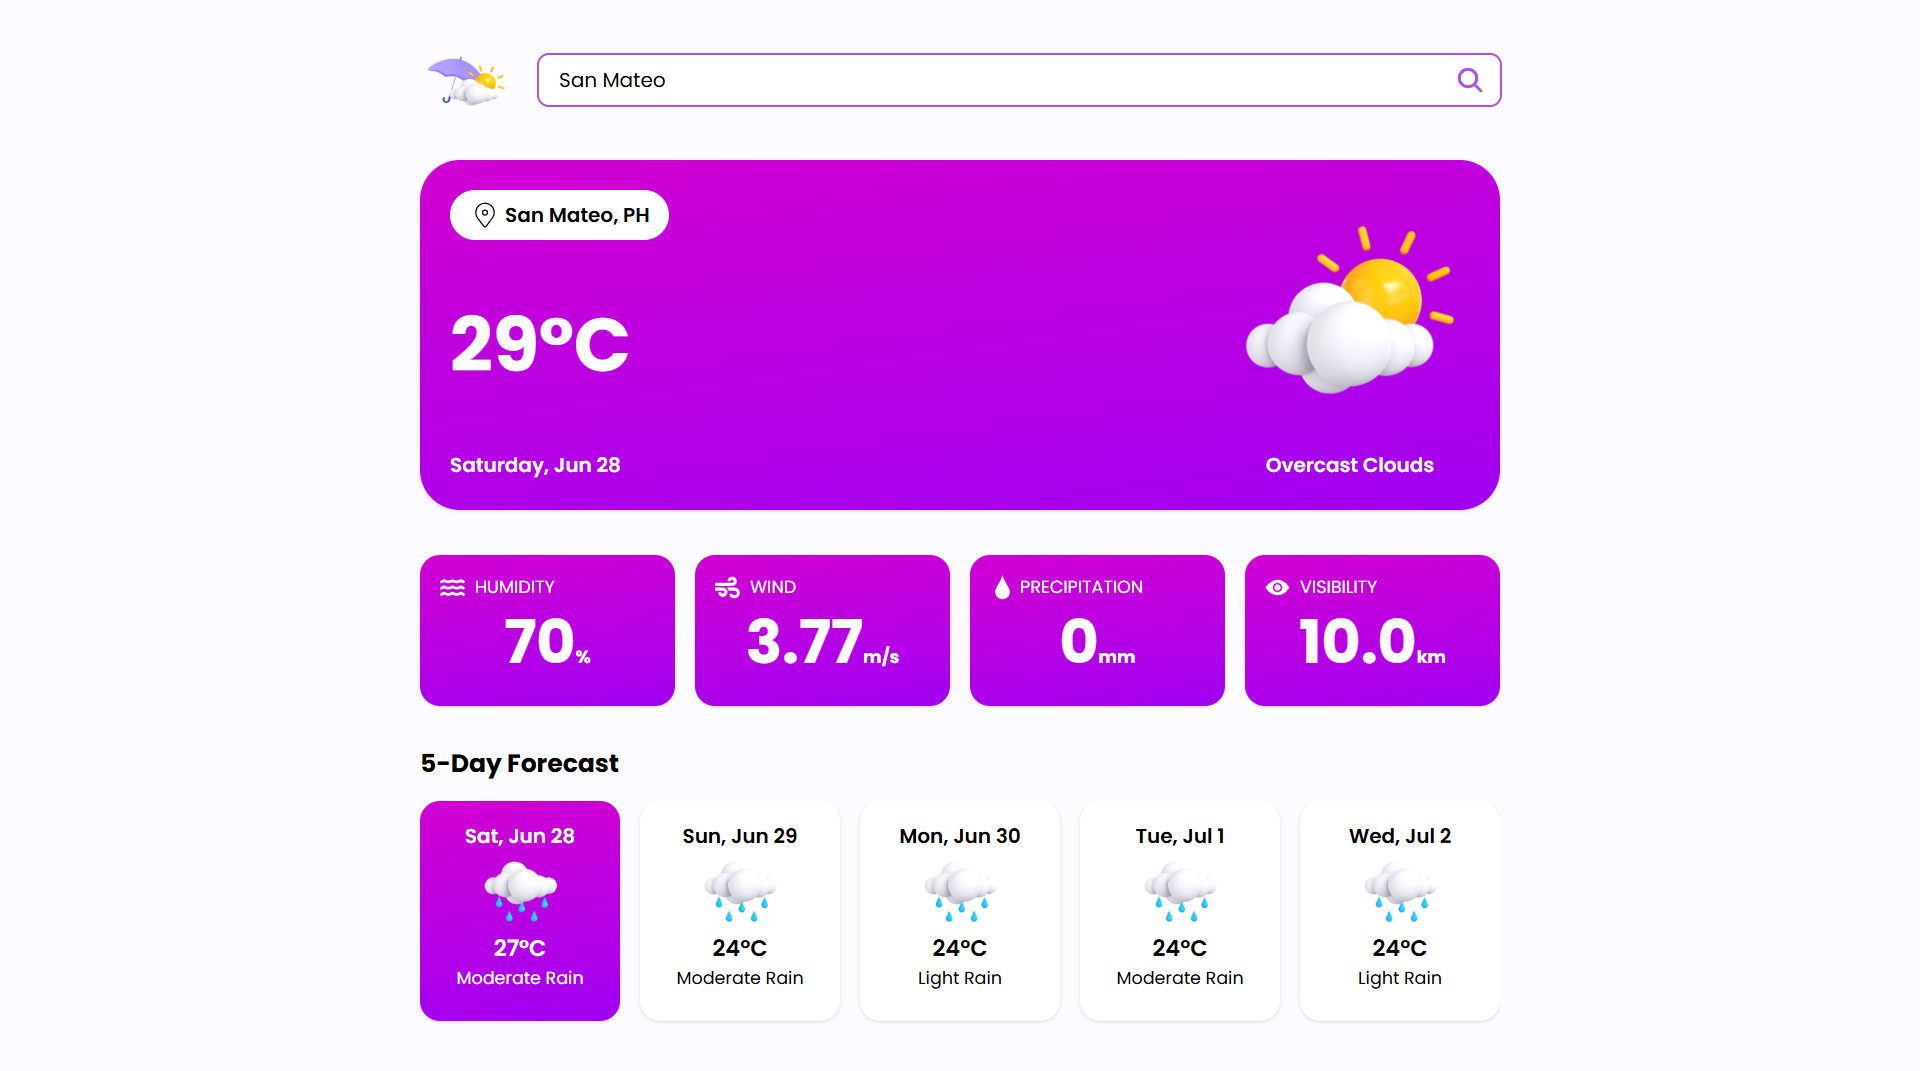 San Mateo
San Mateo, PH
29°C
Saturday, Jun 28
Overcast Clouds
HUMIDITY
70%
WIND
3.77m/s
PRECIPITATION
0mm
VISIBILITY
10.0km
5-Day Forecast
Sat, Jun 28
27°C
Moderate Rain
Sun, Jun 29
24°C
Moderate Rain
Mon, Jun 30
24°C
Light Rain
Tue, Jul 1
24°C
Moderate Rain
Wed, Jul 2
24°C
Light Rain